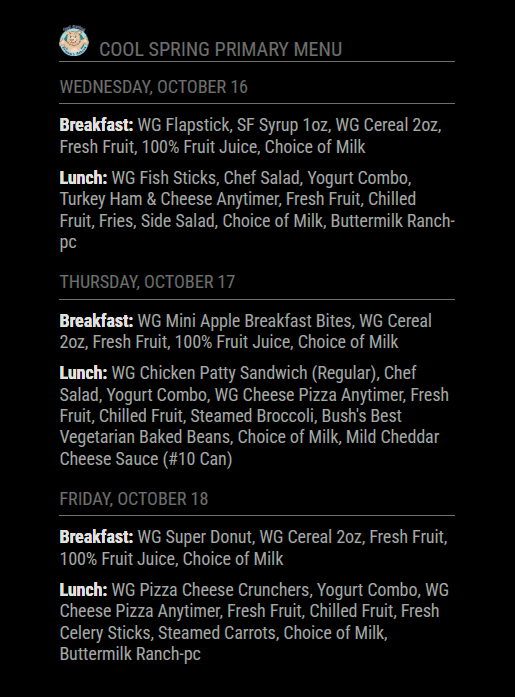 COOL SPRING PRIMARY MENU
WEDNESDAY, OCTOBER 16
Breakfast: WG Flapstick, SF Syrup 1oz, WG Cereal 2oz,
Fresh Fruit, 100% Fruit Juice, Choice of Milk
Lunch: WG Fish Sticks, Chef Salad, Yogurt Combo,
Turkey Ham & Cheese Anytimer, Fresh Fruit, Chilled
Fruit, Fries, Side Salad, Choice of Milk, Buttermilk Ranch-
pc
THURSDAY, OCTOBER 17
Breakfast: WG Mini Apple Breakfast Bites, WG Cereal
2oz, Fresh Fruit, 100% Fruit Juice, Choice of Milk
Lunch: WG Chicken Patty Sandwich (Regular), Chef
Salad, Yogurt Combo, WG Cheese Pizza Anytimer, Fresh
Fruit, Chilled Fruit, Steamed Broccoli, Bush's Best
Vegetarian Baked Beans, Choice of Milk, Mild Cheddar
Cheese Sauce (#10 Can)
FRIDAY, OCTOBER 18
Breakfast: WG Super Donut, WG Cereal 2oz, Fresh Fruit,
100% Fruit Juice, Choice of Milk
Lunch: WG Pizza Cheese Crunchers, Yogurt Combo, WG
Cheese Pizza Anytimer, Fresh Fruit, Chilled Fruit, Fresh
Celery Sticks, Steamed Carrots, Choice of Milk,
Buttermilk Ranch-pc